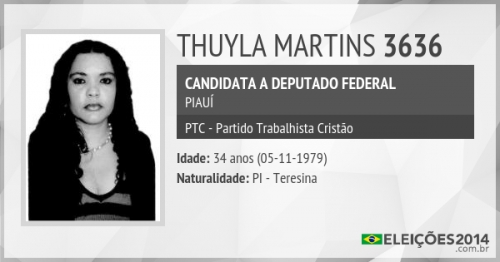 THUYLA MARTINS 3636
CANDIDATA A DEPUTADO FEDERAL
PIAUÍ
PTC - Partido Trabalhista Cristão
Idade: 34 anos (05-11-1979)
Naturalidade: PI - Teresina
ELEIÇÕES2014
.com.br